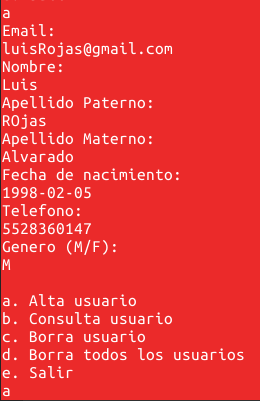 a
Email:
luisRojas@gmail.com
Nombre:
Luis
Apellido Paterno:
ROjas
Apellido Materno:
Alvarado
Fecha de nacimiento:
1998-02-05
Telefono:
5528360147
Genero (M/F):
M
a. Alta usuario
b. Consulta usuario
c. Borra usuario
d. Borra todos los usuarios
e. Salir
a